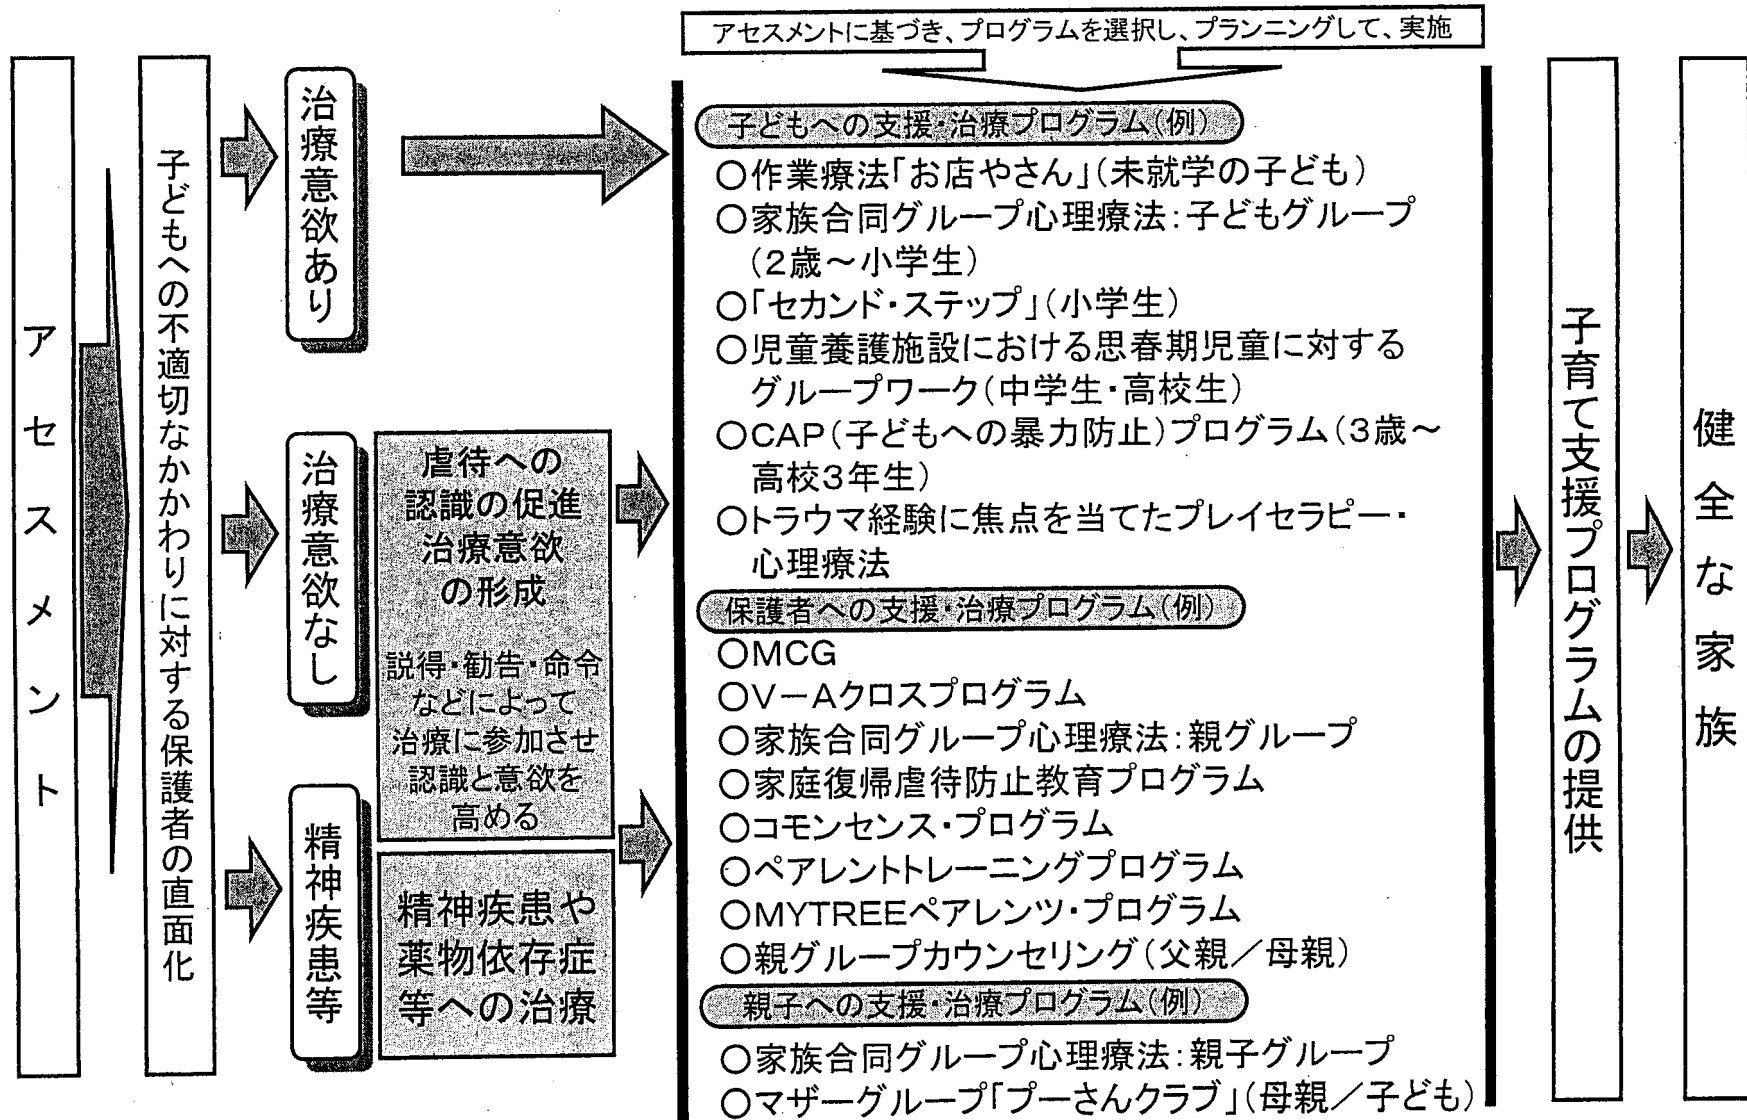 アセスメントに基づき、プログラムを選択し、プランニングして、実施
アセスメント
子どもへの不適切なかかわりに対する保護者の直面化
治療意欲あり
治療意欲なし
精神疾患等
虐待への
認識の促進
治療意欲
の形成
説得・勧告・命令
などによって
治療に参加させ
認識と意欲を
高める
精神疾患や
薬物依存症
等への治療
子どもへの支援・治療プログラム(例)
○作業療法「お店やさん」(未就学の子ども)
○家族合同グループ心理療法:子どもグループ
(2歳~小学生)
○「セカンド・ステップ」(小学生)
○児童養護施設における思春期児童に対する
グループワーク(中学生・高校生)
○CAP(子どもへの暴力防止)プログラム(3歳~
高校3年生)
○トラウマ経験に焦点を当てたプレイセラピー・
心理療法
保護者への支援・治療プログラム(例)
○MCG
○V-Aクロスプログラム
○家族合同グループ心理療法:親グループ
○家庭復帰虐待防止教育プログラム
○コモンセンス・プログラム
○ペアレントトレーニングプログラム
○MYTREEペアレンツ・プログラム
○親グループカウンセリング(父親/母親)
親子への支援・治療プログラム(例)
○家族合同グループ心理療法:親子グループ
○マザーグループ「プーさんクラブ」(母親/子ども)
子育て支援プログラムの提供
健全な家族